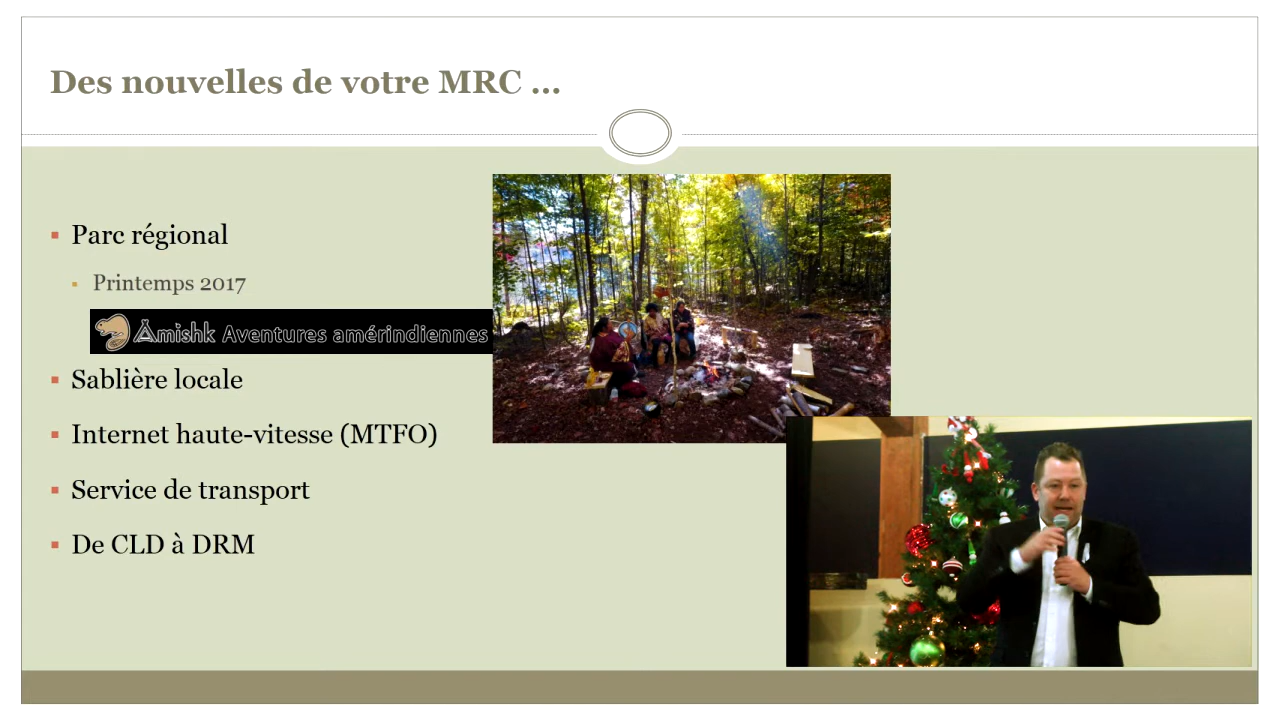 Des nouvelles de votre MRC ...
Parc régional
Printemps 2017
Amishk Aventures amérindiennes
Sablière locale
Internet haute-vitesse (MTFO)
Service de transport
De CLD à DRM